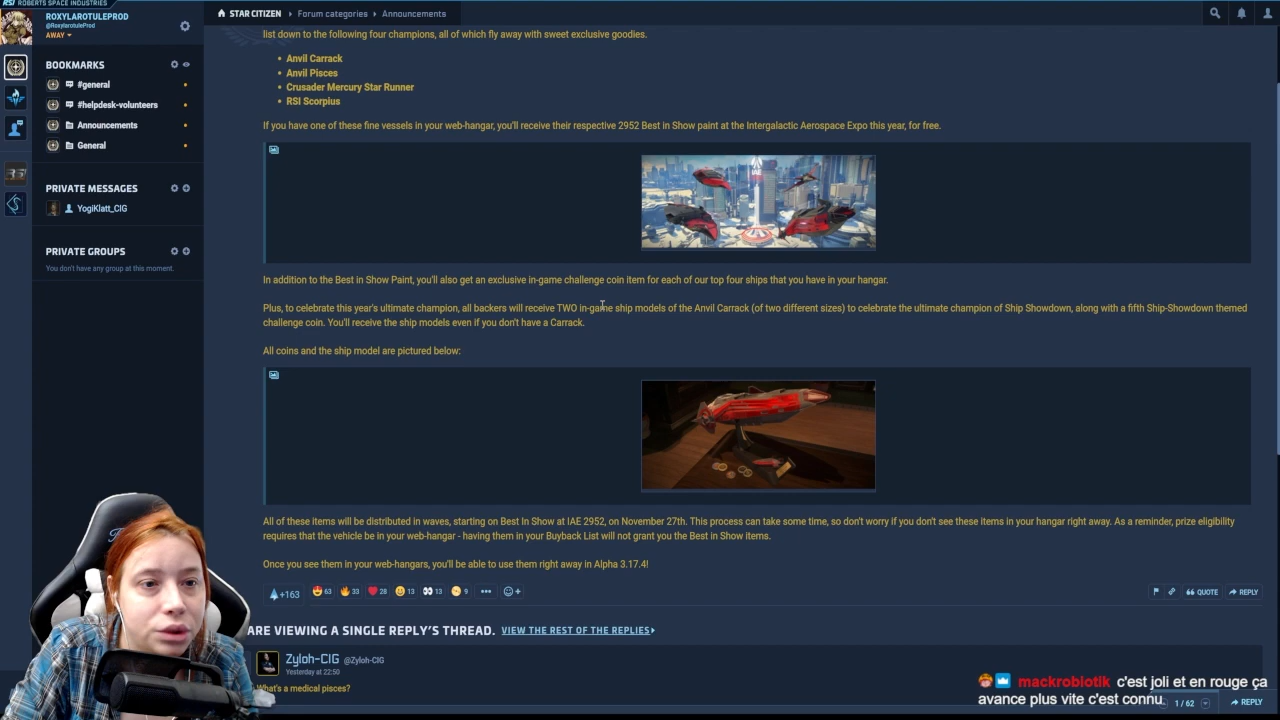 RSI ROBERTS SPACE INDUSTRIES
ROXYLAROTULEPROD
@RoxylarotuleProd
AWAY
STAR CITIZEN Forum categories Announcements
BOOKMARKS
#general
#helpdesk-volunteers
Announcements
General
PRIVATE MESSAGES
YogiKlatt_CIG
PRIVATE GROUPS
You don't have any group at this moment.
list down to the following four champions, all of which fly away with sweet exclusive goodies.
• Anvil Carrack
• Anvil Pisces
• Crusader Mercury Star Runner
• RSI Scorpius
If you have one of these fine vessels in your web-hangar, you'll receive their respective 2952 Best in Show paint at the Intergalactic Aerospace Expo this year, for free.
In addition to the Best in Show Paint, you'll also get an exclusive in-game challenge coin item for each of our top four ships that you have in your hangar.
Plus, to celebrate this year's ultimate champion, all backers will receive TWO in-game ship models of the Anvil Carrack (of two different sizes) to celebrate the ultimate champion of Ship Showdown, along with a fifth Ship-Showdown themed
challenge coin. You'll receive the ship models even if you don't have a Carrack.
All coins and the ship model are pictured below:
All of these items will be distributed in waves, starting on Best In Show at IAE 2952, on November 27th. This process can take some time, so don't worry if you don't see these items in your hangar right away. As a reminder, prize eligibility
requires that the vehicle be in your web-hangar - having them in your Buyback List will not grant you the Best in Show items.
Once you see them in your web-hangars, you'll be able to use them right away in Alpha 3.17.4!
+163 63 33 28 13 13 9 ••• QUOTE REPLY
ARE VIEWING A SINGLE REPLY'S THREAD. VIEW THE REST OF THE REPLIES
Zyloh-CIG @Zyloh-CIG
Yesterday at 22:50
What's a medical pisces?
mackrobiotik c'est joli et en rouge ça
avance plus vite c'est connu
1 / 62 REPLY